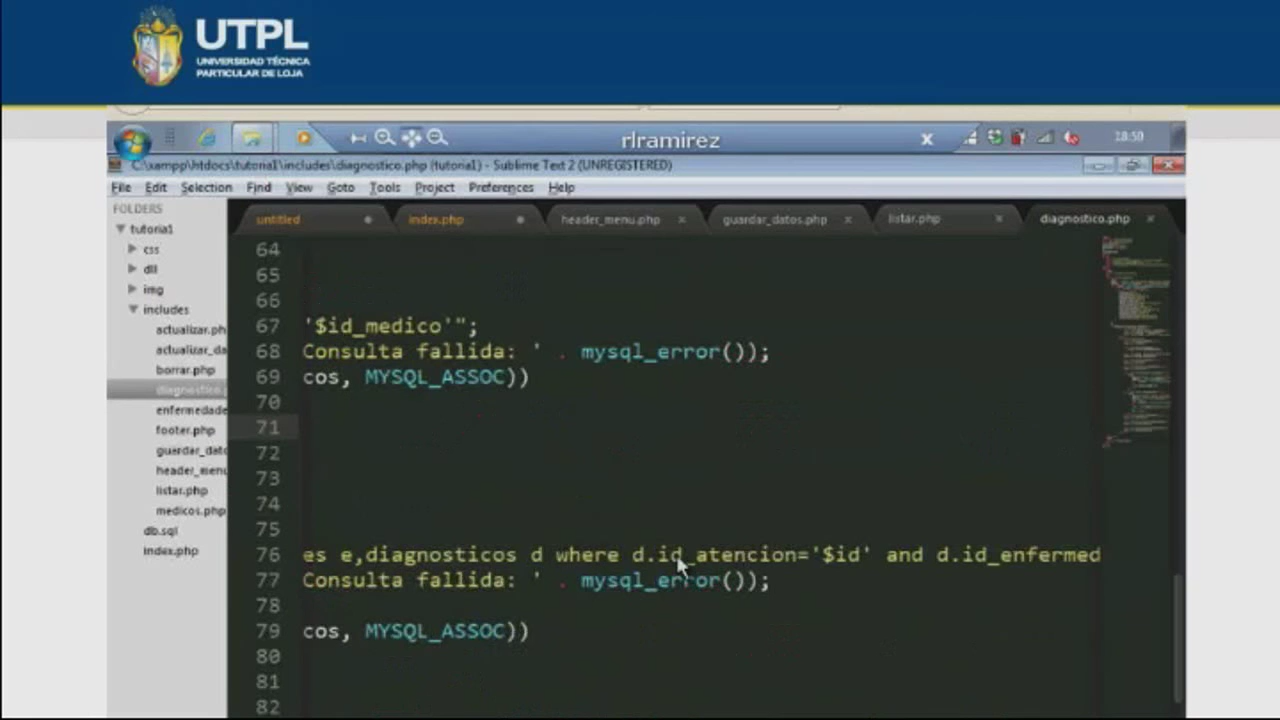 UTPL
UNIVERSIDAD TÉCNICA
PARTICULAR DE LOJA
rlramirez
18:50
C:\xampp\htdocs\tutorial\includes\diagnostico.php (tutorial) - Sublime Text 2 (UNREGISTERED)
File Edit Selection Find View Goto Tools Project Preferences Help
FOLDERS
untitled index.php header_menu.php guardar_datos.php listar.php diagnostico.php
tutorial
css
dll
img
includes
actualizar.ph
actualizar_da
borrar.php
diagnostico.
enfermedade
footer.php
guardar_dato
header_menu
listar.php
medicos.php
db.sql
index.php
64
65
66
67 '$id_medico'";
68 Consulta fallida: ' . mysql_error());
69 cos, MYSQL_ASSOC))
70
71
72
73
74
75
76 es e,diagnosticos d where d.id_atencion='$id' and d.id_enfermed
77 Consulta fallida: ' . mysql_error());
78
79 cos, MYSQL_ASSOC))
80
81
82